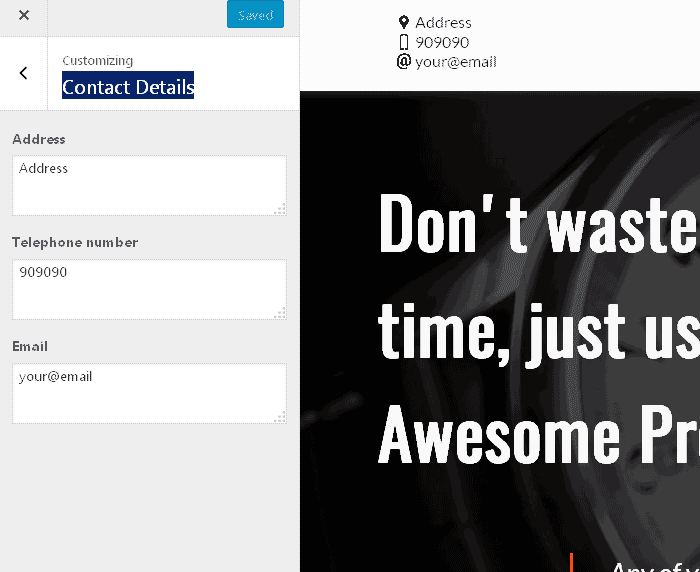 Saved
Customizing
Contact Details
Address
Address
Telephone number
909090
Email
your@email
Address
909090
@ your@email
Don't waste
time, just us
Awesome Pr
Any of y